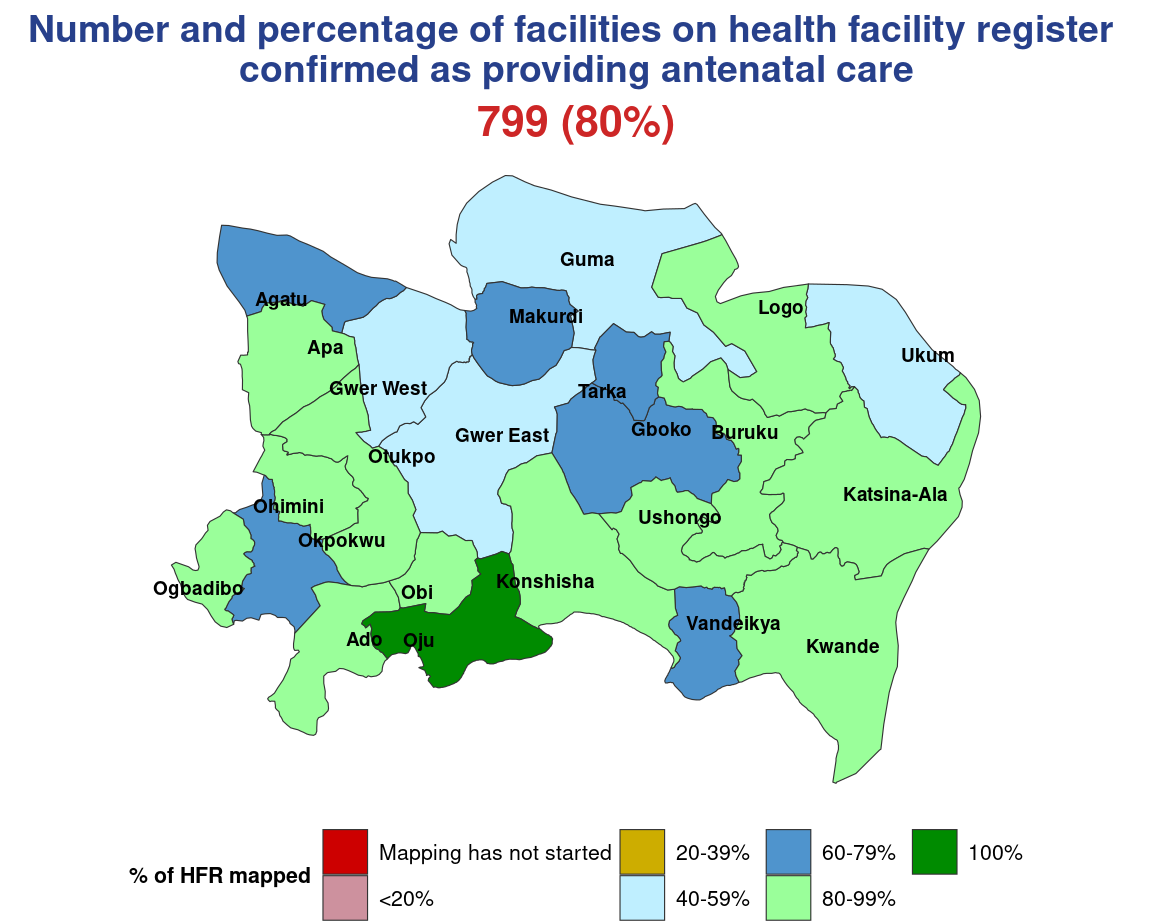 Number and percentage of facilities on health facility register
confirmed as providing antenatal care
799 (80%)
Guma
Agatu
Logo
Makurdi
Apa
Ukum
Gwer West
Tarka
Gboko
Buruku
Gwer East
Otukpo
Katsina-Ala
Ohimini
Ushongo
Okpokwu
Konshisha
Ogbadibo
Obi
Vandeikya
Ado
Oju
Kwande
% of HFR mapped
Mapping has not started
20-39%
60-79%
100%
<20%
40-59%
80-99%